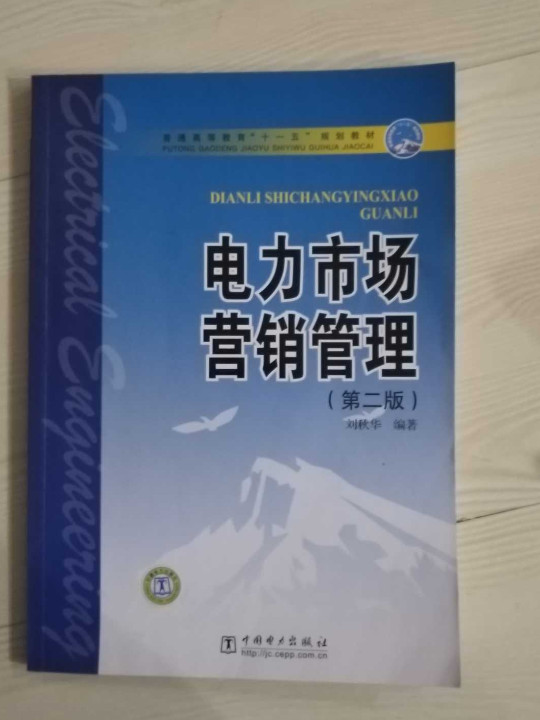 普通高等教育“十一五”规划教材
PUTONG GAODENG JIAOYU SHIYIWU GUIHUA JIAOCAI
DIANLI SHICHANGYINGXIAO
GUANLI
电力市场
营销管理
（第二版）
刘秋华 编著
Electrical Engineering
中国电力出版社
http://jc.cepp.com.cn